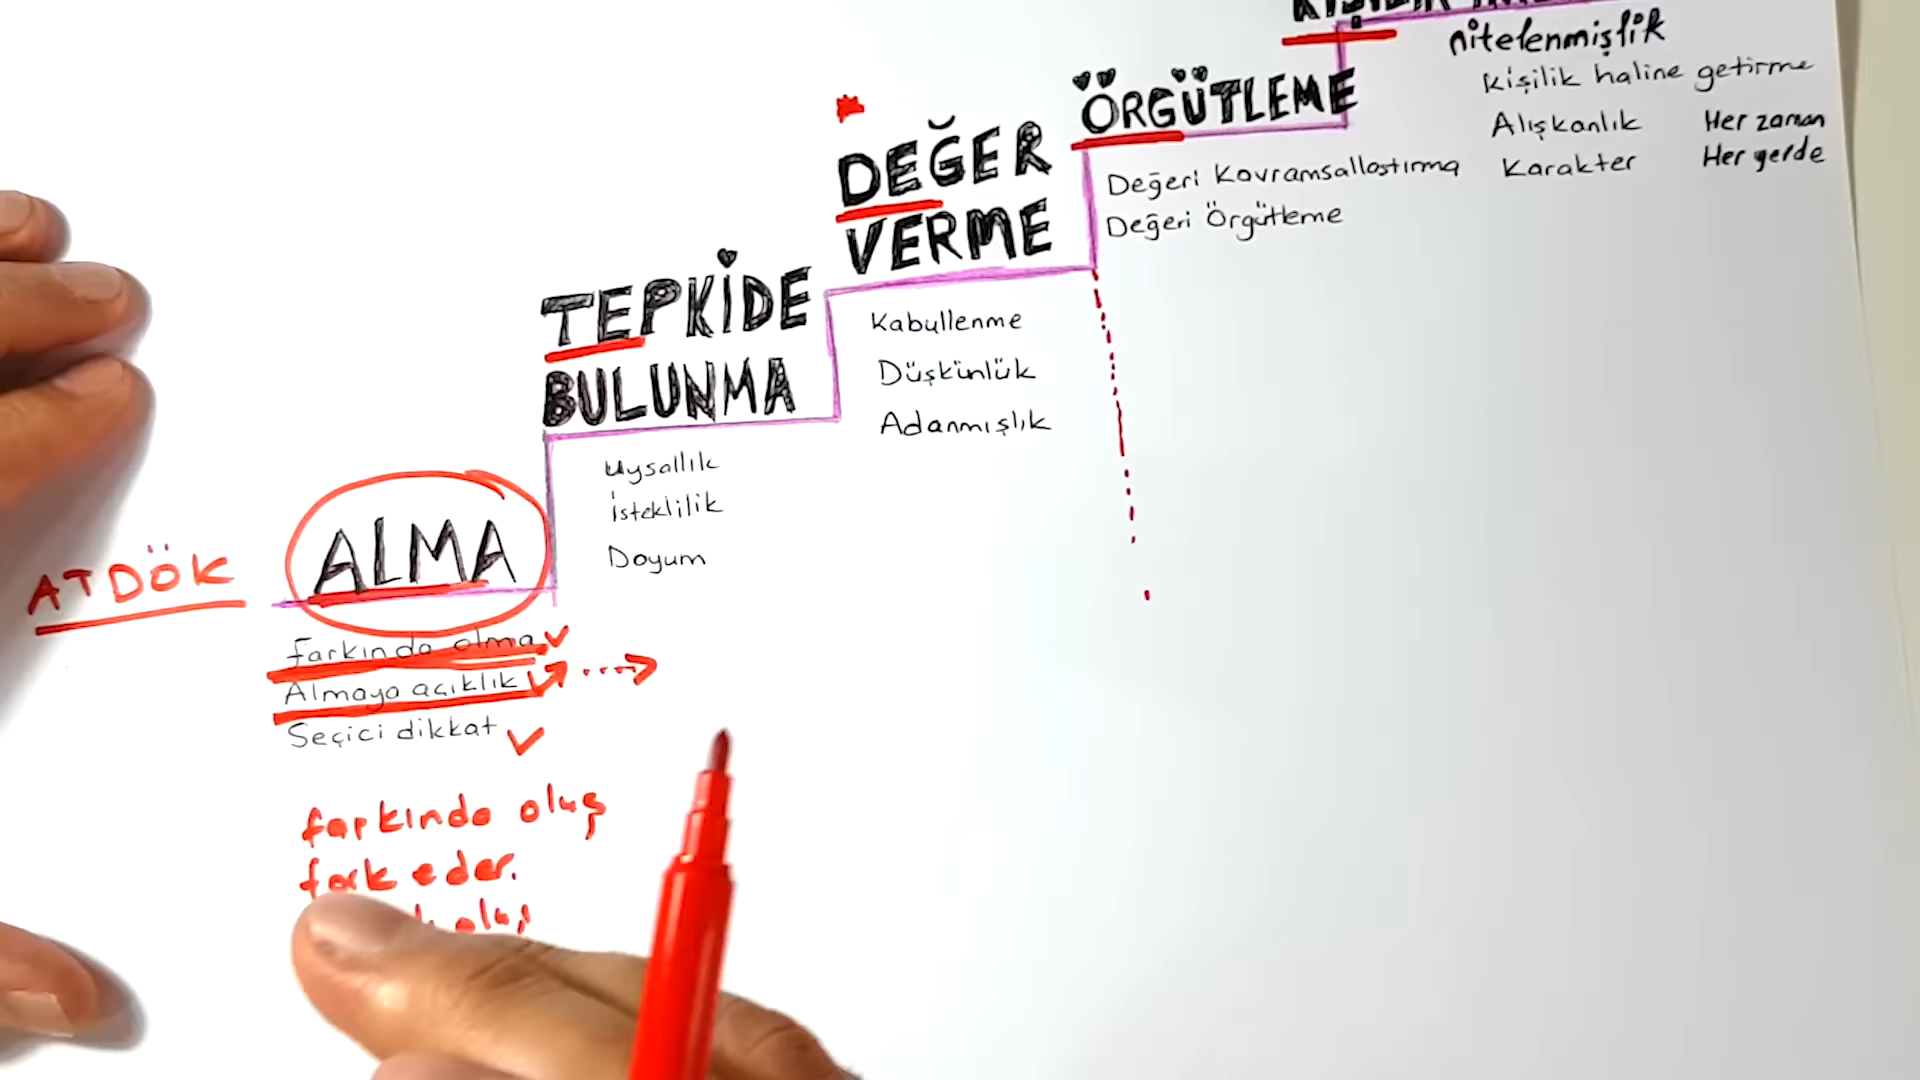 nitelenmişlik
Kişilik haline getirme
Alışkanlık
Her zaman
Karakter
Her yerde
ÖRGÜTLEME
Değeri Kavramsallaştırma
Değeri Örgütleme
DEĞER
VERME
Kabullenme
Düşkünlük
Adanmışlık
TEPKİDE
BULUNMA
Uysallık
İsteklilik
Doyum
ATDÖK
ALMA
Farkında olma
Almaya açıklık
Seçici dikkat
farkında oluş
fark eder.
oluş